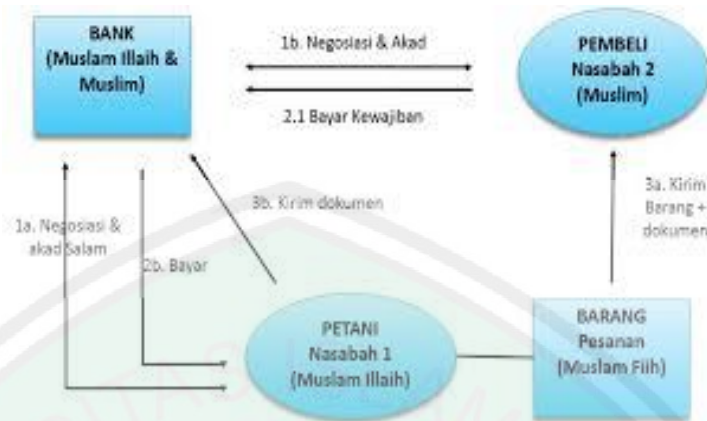 BANK
(Muslam Illaih &
Muslim)
1b. Negosiasi & Akad
PEMBELI
Nasabah 2
(Muslim)
2.1 Bayar Kewajiban
1a. Negosiasi &
akad Salam
2b. Bayar
3b. Kirim dokumen
3a. Kirim
Barang +
dokumen
PETANI
Nasabah 1
(Muslam Illaih)
BARANG
Pesanan
(Muslam Fiih)